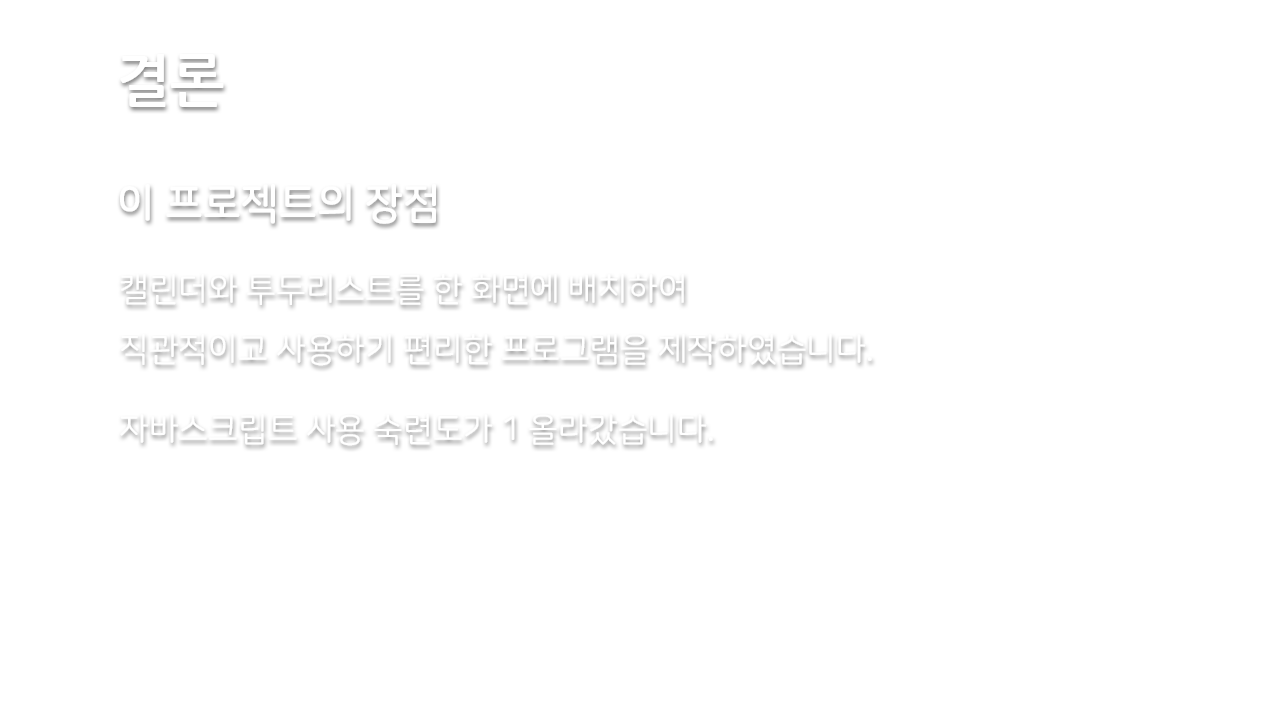 결론
이 프로젝트의 장점
캘린더와 투두리스트를 한 화면에 배치하여
직관적이고 사용하기 편리한 프로그램을 제작하였습니다.
자바스크립트 사용 숙련도가 1 올라갔습니다.